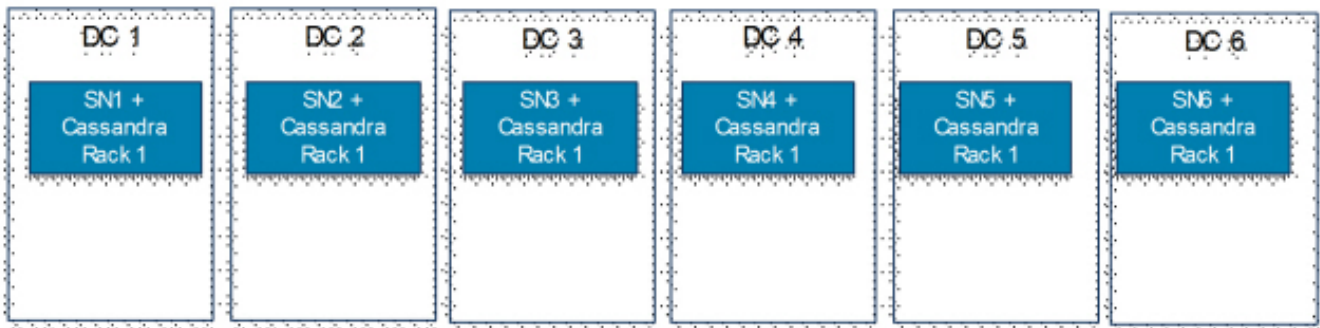 DC 1
SN1 +
Cassandra
Rack 1
DC 2
SN2 +
Cassandra
Rack 1
DC 3
SN3 +
Cassandra
Rack 1
DC 4
SN4 +
Cassandra
Rack 1
DC 5
SN5 +
Cassandra
Rack 1
DC 6
SN6 +
Cassandra
Rack 1